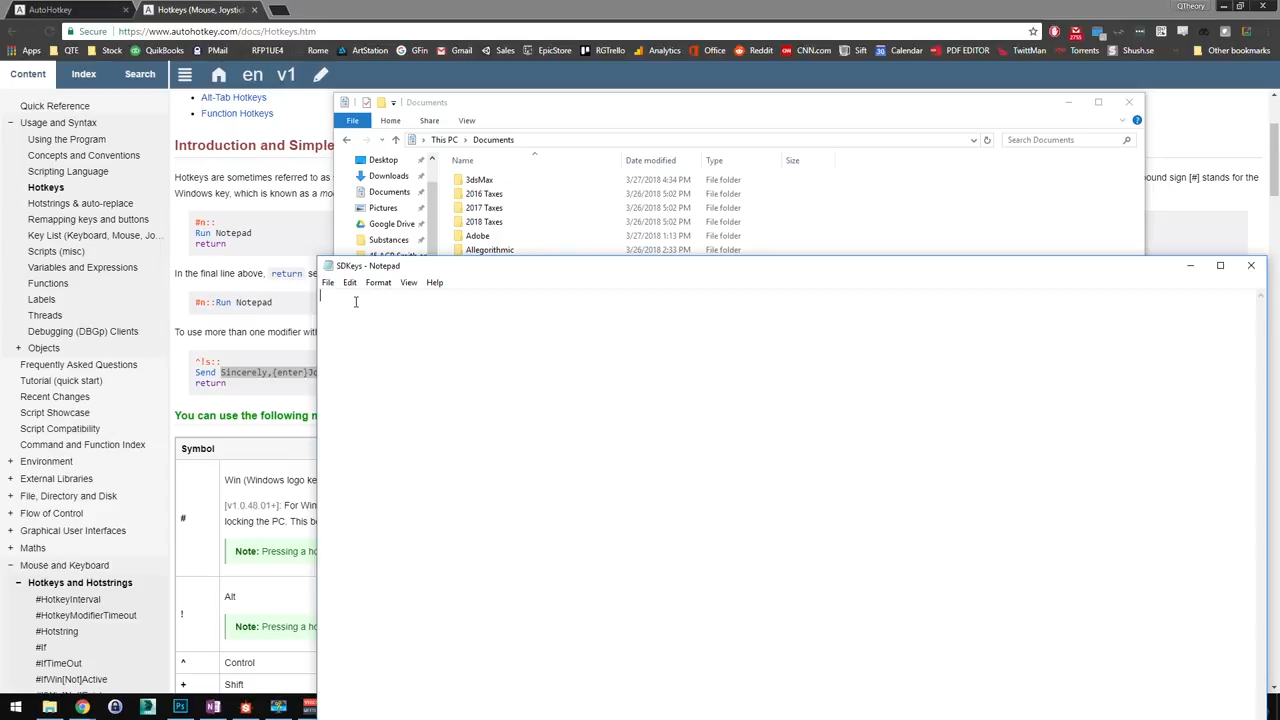 AutoHotkey
Hotkeys (Mouse, Joystick
QTheory
Secure
https://www.autohotkey.com/docs/Hotkeys.htm
Apps QTE Stock QuikBooks PMail RFP1UE4 Rome ArtStation GFin Gmail Sales EpicStore RGTrello Analytics Office Reddit CNN.com Sift Calendar PDF EDITOR TwittMan Torrents Shush.se Other bookmarks
Content Index Search
en v1
Quick Reference
Usage and Syntax
Using the Program
Concepts and Conventions
Scripting Language
Hotkeys
Hotstrings & auto-replace
Remapping keys and buttons
Key List (Keyboard, Mouse, Jo...
Scripts (misc)
Variables and Expressions
Functions
Labels
Threads
Debugging (DBGp) Clients
Objects
Frequently Asked Questions
Tutorial (quick start)
Recent Changes
Script Showcase
Script Compatibility
Command and Function Index
Environment
External Libraries
File, Directory and Disk
Flow of Control
Graphical User Interfaces
Maths
Mouse and Keyboard
Hotkeys and Hotstrings
#HotkeyInterval
#HotkeyModifierTimeout
#Hotstring
#If
#IfTimeOut
#IfWin[Not]Active
Alt-Tab Hotkeys
Function Hotkeys
Introduction and Simple
Hotkeys are sometimes referred to as s
ound sign [#] stands for the
Windows key, which is known as a mo
#n::
Run Notepad
return
In the final line above, return se
#n::Run Notepad
To use more than one modifier with
^!s::
Send Sincerely,{enter}Jo
return
You can use the following m
Symbol
#
Win (Windows logo ke
[v1.0.48.01+]: For Win
locking the PC. This b
Note: Pressing a ho
!
Alt
Note: Pressing a ho
^
Control
+
Shift
Documents
File Home Share View
This PC Documents
Search Documents
Desktop
Downloads
Documents
Pictures
Google Drive
Substances
Name Date modified Type Size
3dsMax 3/27/2018 4:34 PM File folder
2016 Taxes 3/26/2018 5:02 PM File folder
2017 Taxes 3/26/2018 5:02 PM File folder
2018 Taxes 3/26/2018 5:02 PM File folder
Adobe 3/27/2018 1:13 PM File folder
Allegorithmic 3/26/2018 2:33 PM File folder
SDKeys - Notepad
File Edit Format View Help